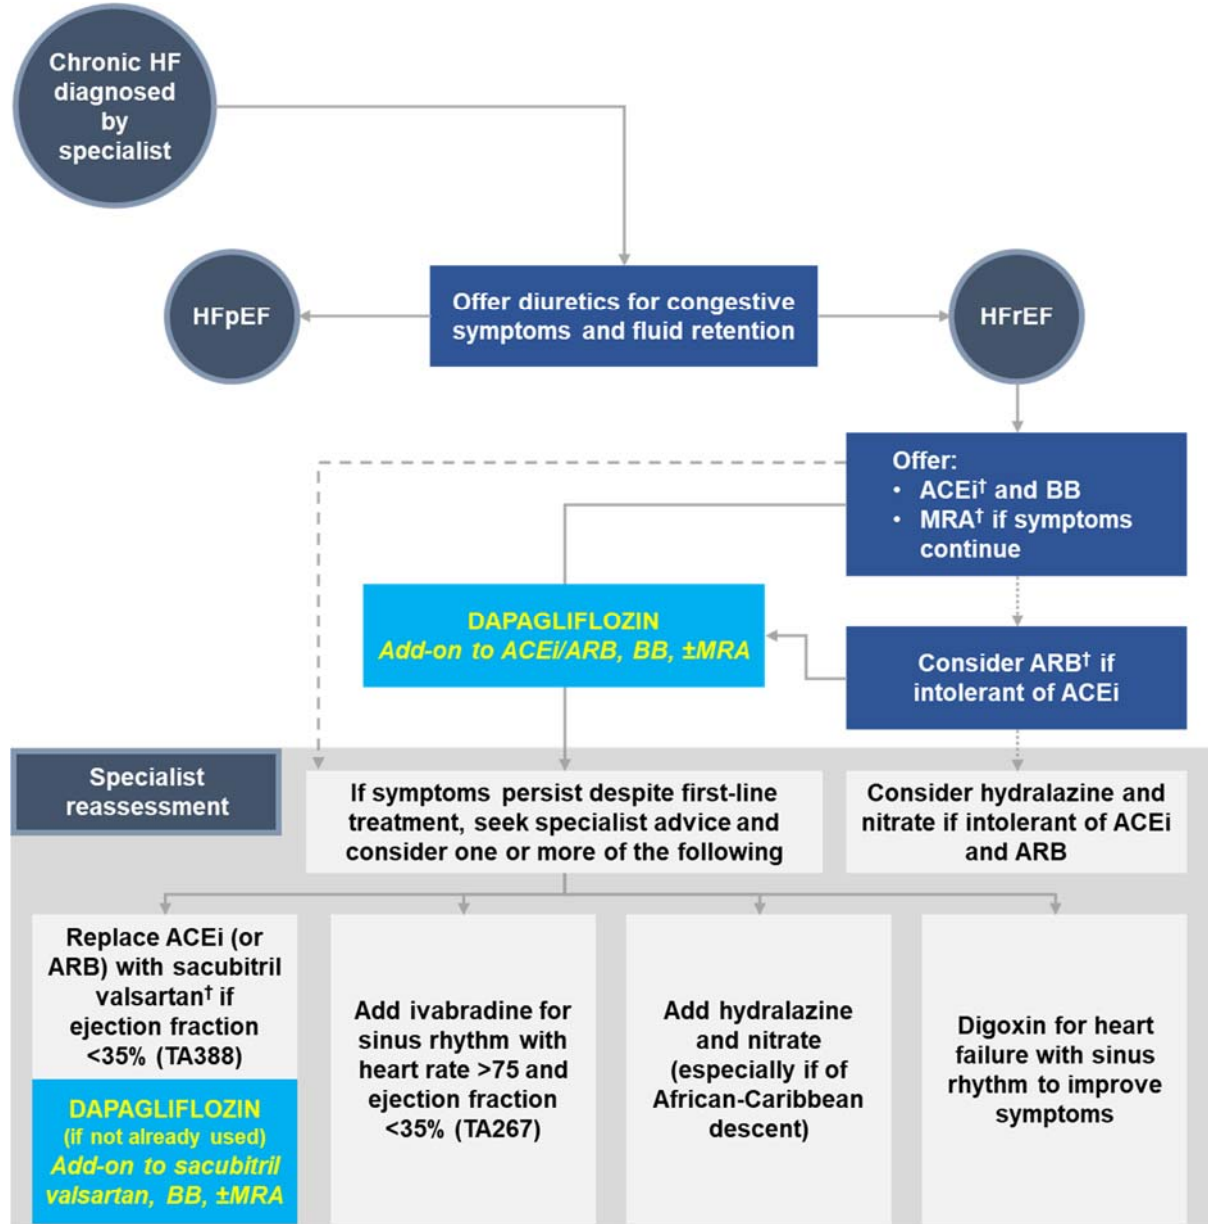 Chronic HF
diagnosed
by
specialist
HFpEF
Offer diuretics for congestive
symptoms and fluid retention
HFrEF
Offer:
• ACEi† and BB
• MRA† if symptoms
continue
DAPAGLIFLOZIN
Add-on to ACEi/ARB, BB, ±MRA
Consider ARB† if
intolerant of ACEi
Specialist
reassessment
If symptoms persist despite first-line
treatment, seek specialist advice and
consider one or more of the following
Consider hydralazine and
nitrate if intolerant of ACEi
and ARB
Replace ACEi (or
ARB) with sacubitril
valsartan† if
ejection fraction
<35% (TA388)
DAPAGLIFLOZIN
(if not already used)
Add-on to sacubitril
valsartan, BB, ±MRA
Add ivabradine for
sinus rhythm with
heart rate >75 and
ejection fraction
<35% (TA267)
Add hydralazine
and nitrate
(especially if of
African-Caribbean
descent)
Digoxin for heart
failure with sinus
rhythm to improve
symptoms